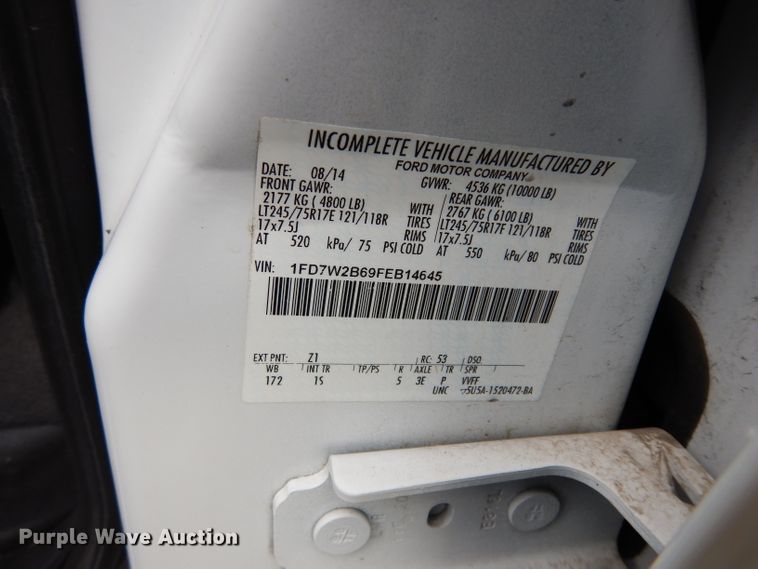 INCOMPLETE VEHICLE MANUFACTURED BY
FORD MOTOR COMPANY
DATE: 08/14 GVWR: 4536 KG (10000 LB)
FRONT GAWR: REAR GAWR:
2177 KG ( 4800 LB) WITH 2767 KG ( 6100 LB) WITH
LT245/75R17E 121/118R TIRES LT245/75R17E 121/118R TIRES
17x7.5J RIMS 17x7.5J RIMS
AT 520 kPa/ 75 PSI COLD AT 550 kPa/ 80 PSI COLD
VIN: 1FD7W2B69FEB14645
EXT PNT: Z1 RC: 53 DSO:
WB INT TR TP/PS R AXLE TR SPR
172 1S 5 3E P VVFF
UNC 5U5A-1520472-BA
Purple Wave Auction